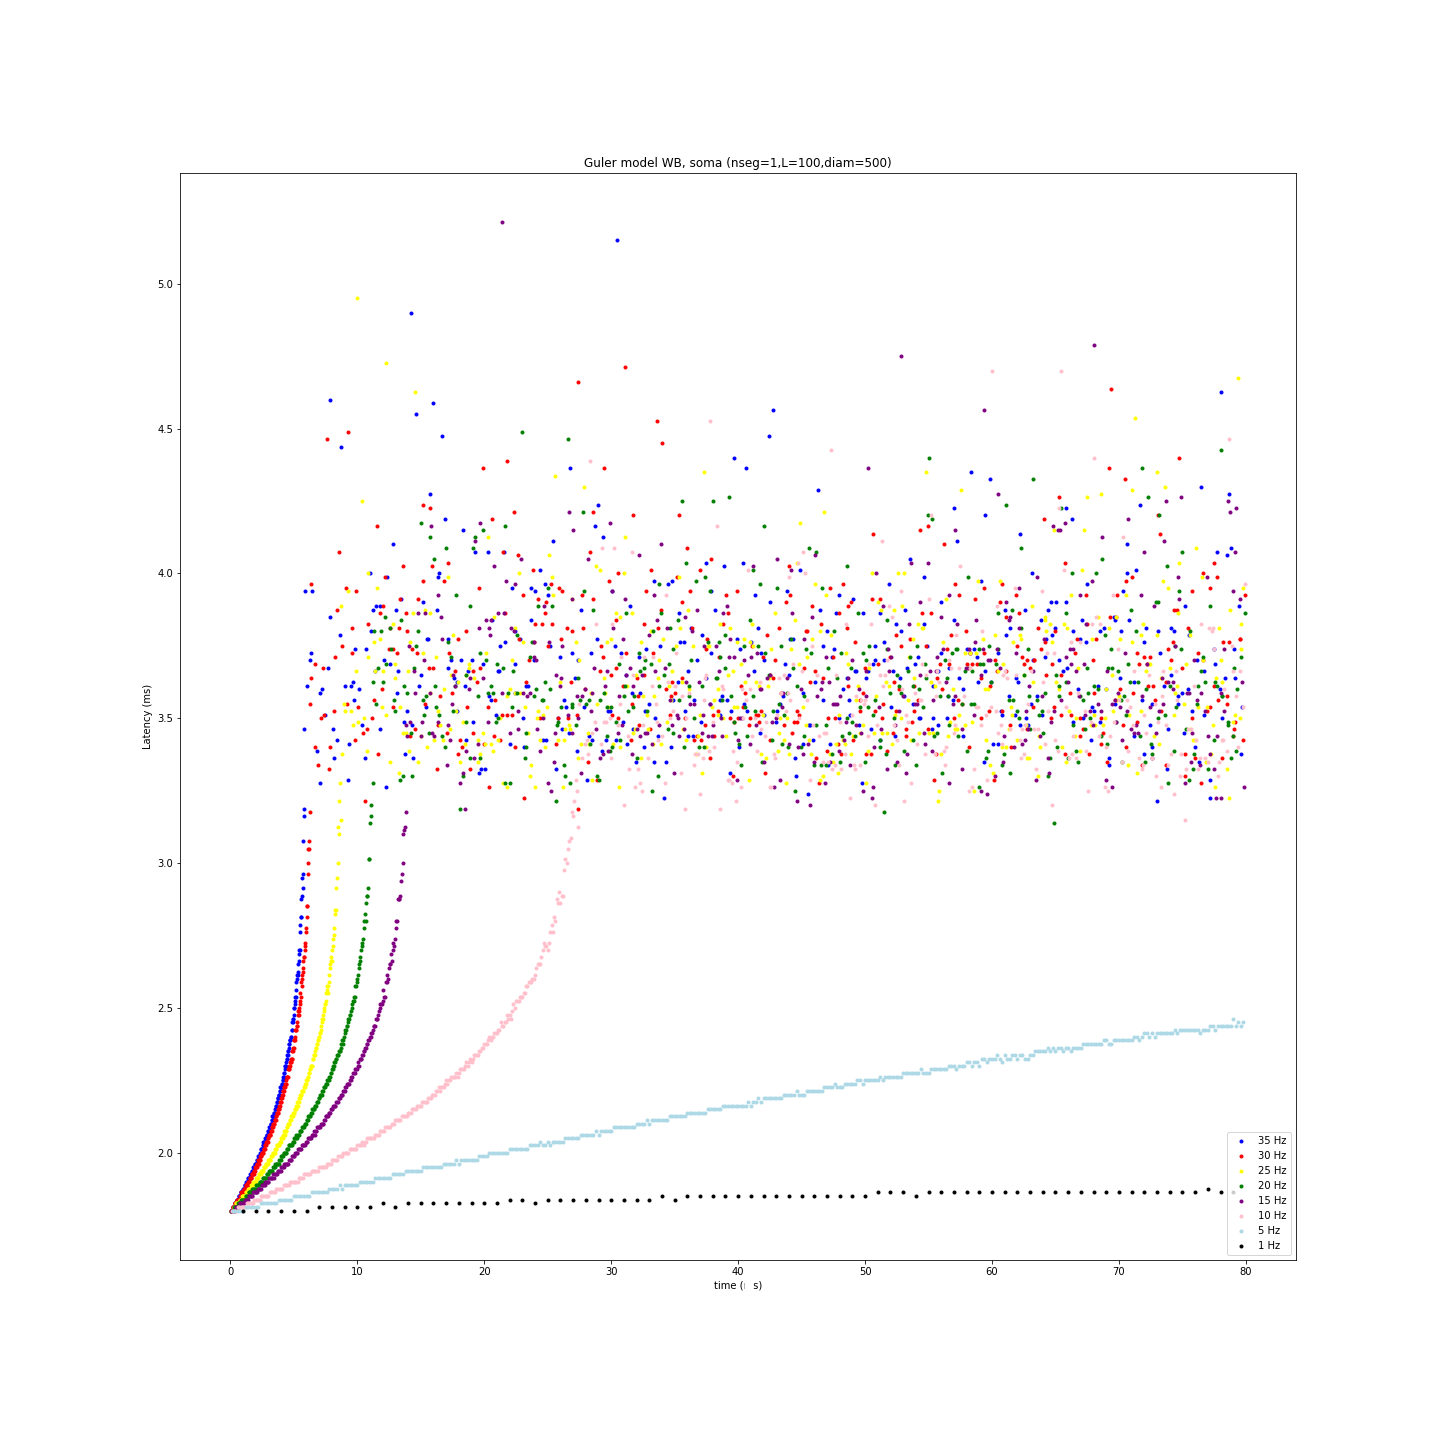 Guler model WB, soma (nseg=1,L=100,diam=500)
Latency (ms)
5.0
4.5
4.0
3.5
3.0
2.5
2.0
0 10 20 30 40 50 60 70 80
time ( s)
35 Hz
30 Hz
25 Hz
20 Hz
15 Hz
10 Hz
5 Hz
1 Hz